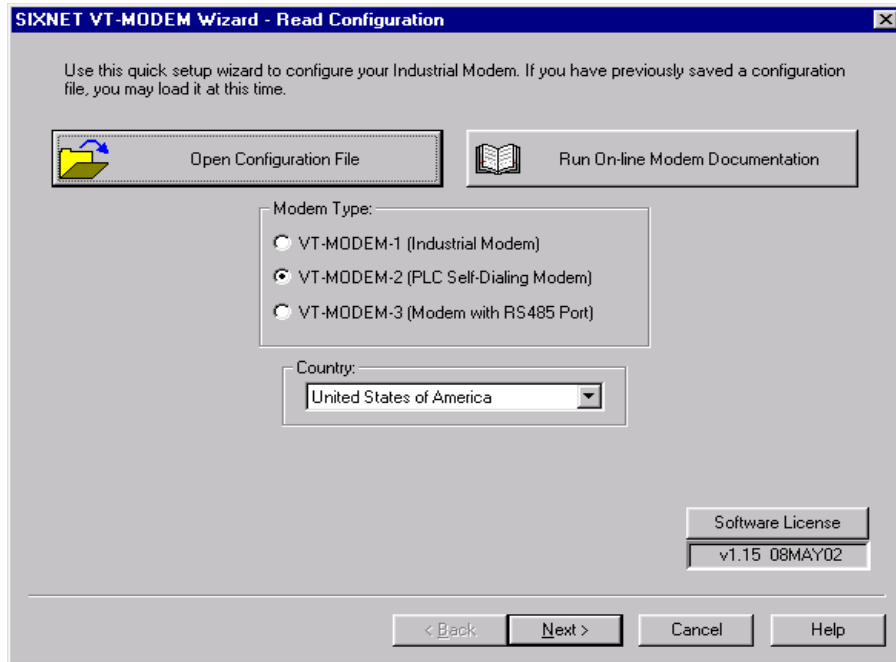 SIXNET VT-MODEM Wizard - Read Configuration
Use this quick setup wizard to configure your Industrial Modem. If you have previously saved a configuration
file, you may load it at this time.
Open Configuration File
Run On-line Modem Documentation
Modem Type:
VT-MODEM-1 (Industrial Modem)
VT-MODEM-2 (PLC Self-Dialing Modem)
VT-MODEM-3 (Modem with RS485 Port)
Country:
United States of America
Software License
v1.15 08MAY02
< Back
Next >
Cancel
Help